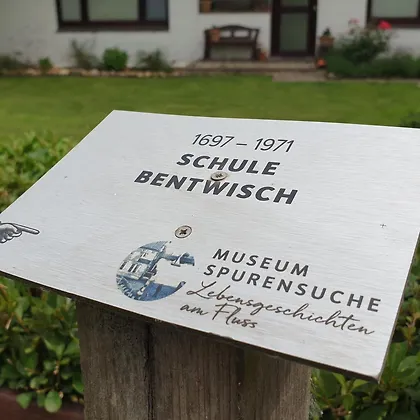 1697 – 1971
SCHULE
BENTWISCH
MUSEUM
SPURENSUCHE
Lebensgeschichten
am Fluss